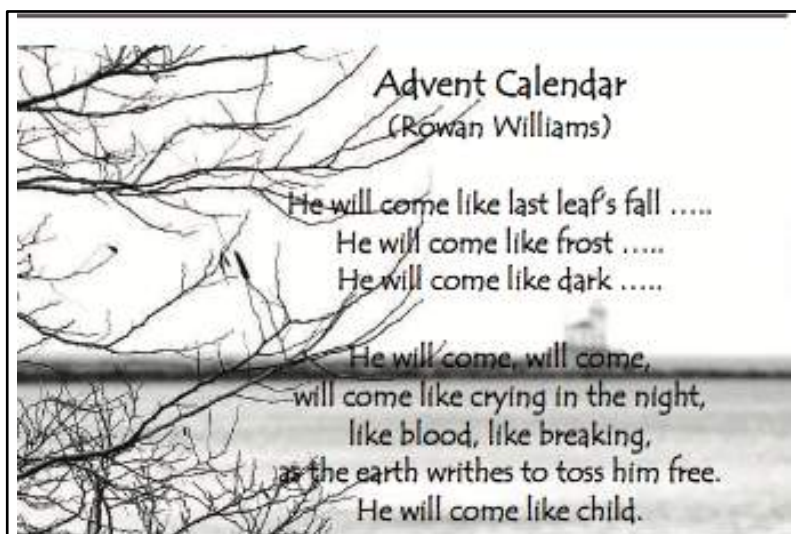 Advent Calendar
(Rowan Williams)
He will come like last leaf's fall …..
He will come like frost …..
He will come like dark …..
He will come, will come,
will come like crying in the night,
like blood, like breaking,
as the earth writhes to toss him free.
He will come like child.